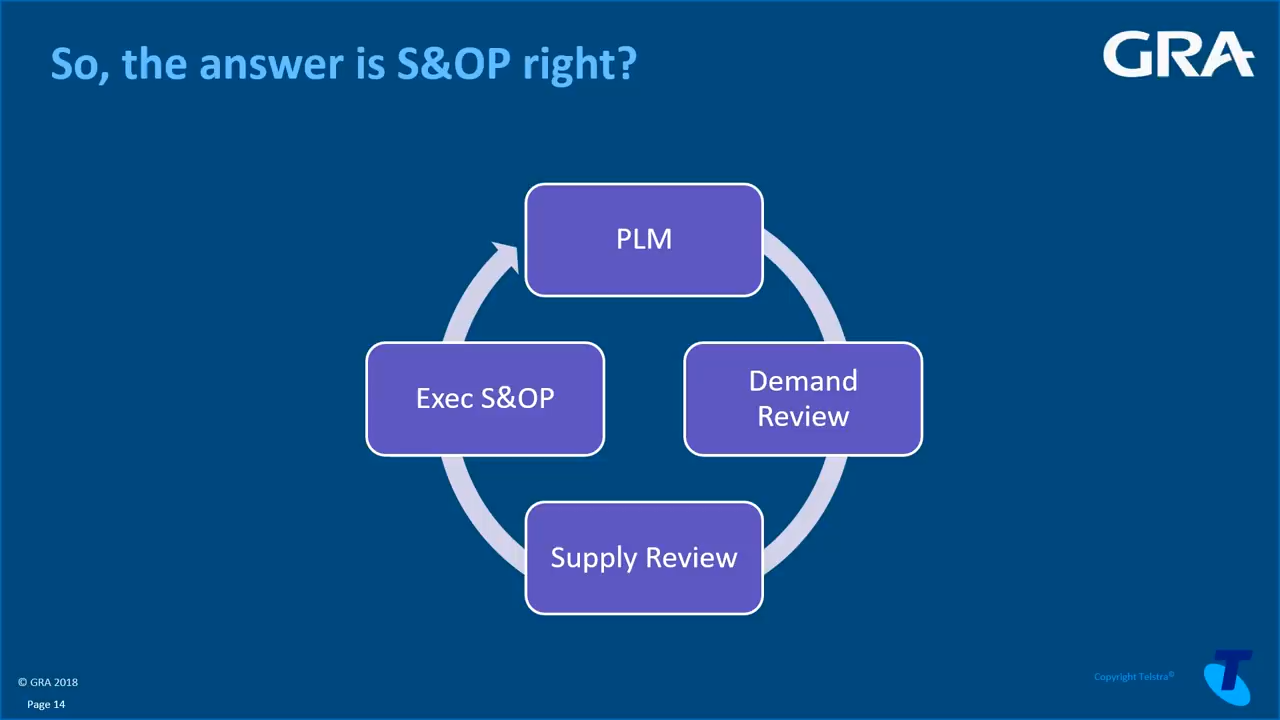 So, the answer is S&OP right?
GRA
PLM
Exec S&OP
Demand
Review
Supply Review
© GRA 2018
Page 14
Copyright Telstra©
T